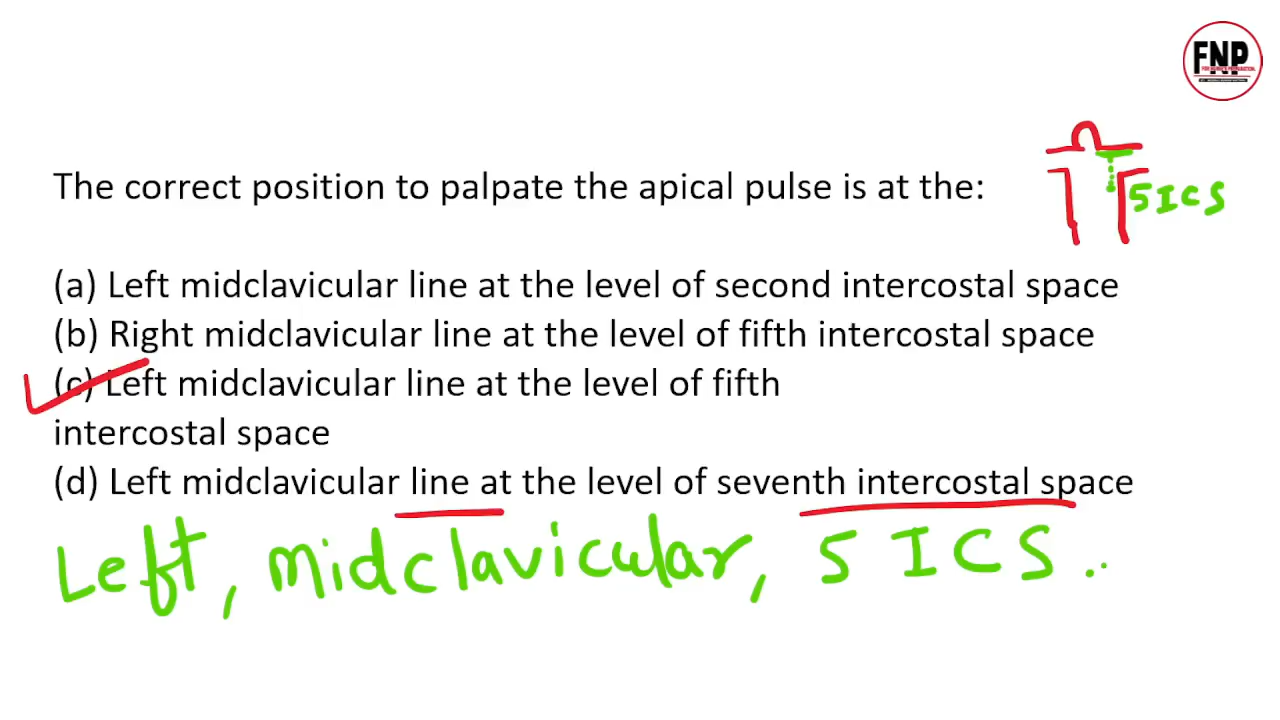 FNP
The correct position to palpate the apical pulse is at the:
5 ICS
(a) Left midclavicular line at the level of second intercostal space
(b) Right midclavicular line at the level of fifth intercostal space
(c) Left midclavicular line at the level of fifth
intercostal space
(d) Left midclavicular line at the level of seventh intercostal space
Left, midclavicular, 5 ICS ..